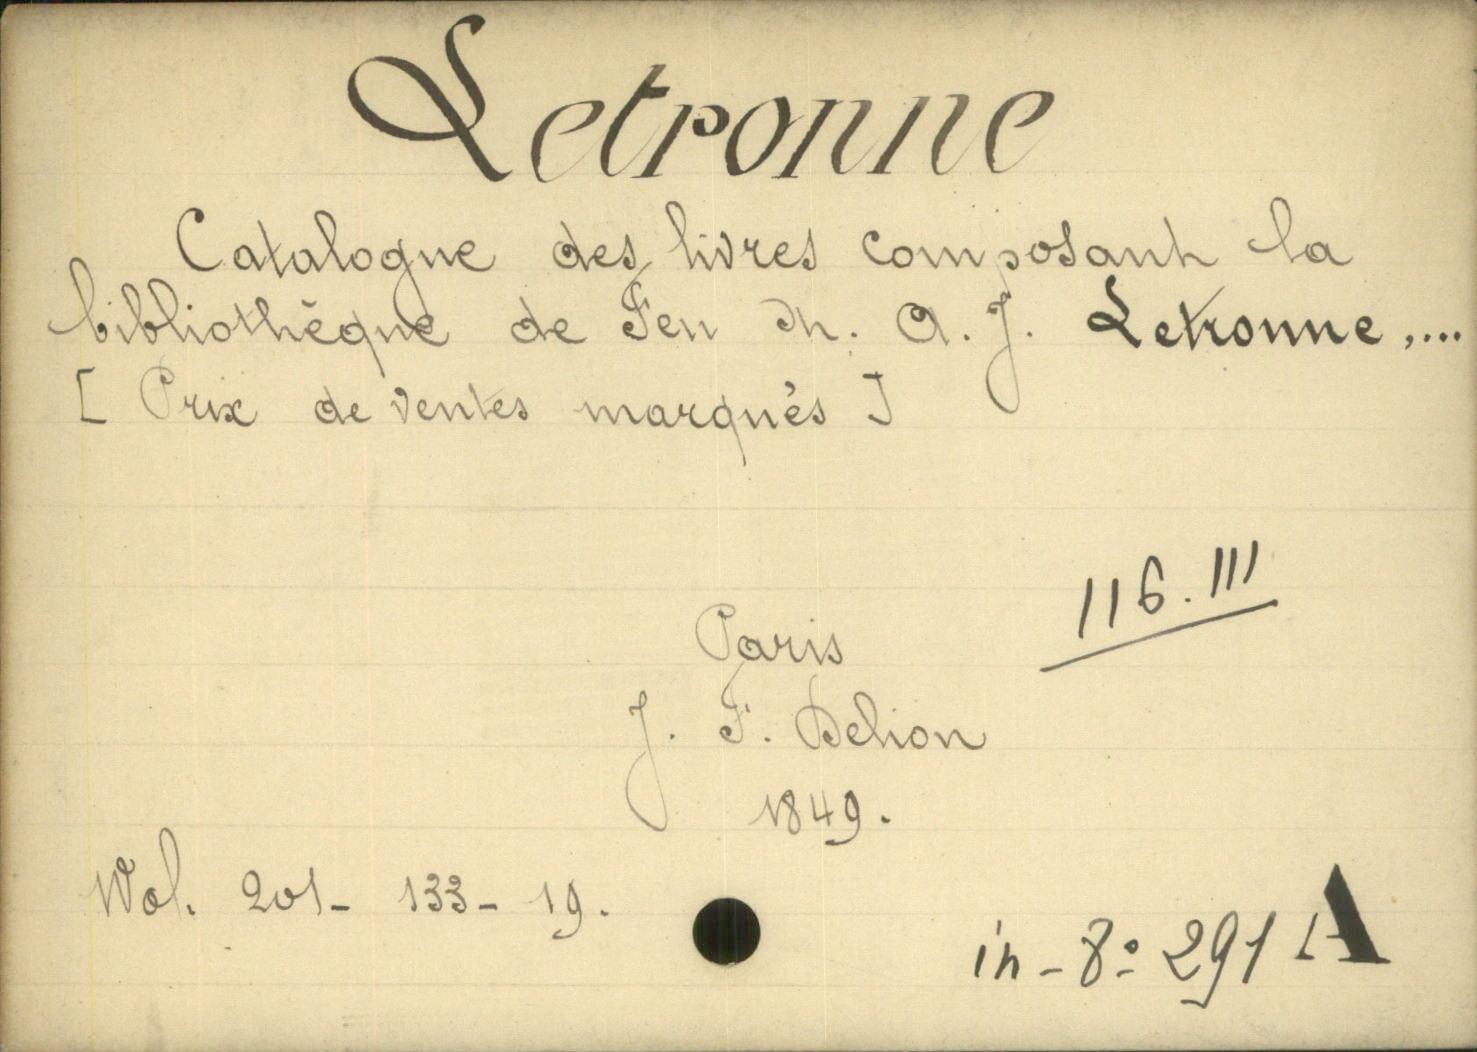 Letronne
Catalogue des livres composant la
bibliothèque de Feu M. A. J. Letronne,....
[ Prix de ventes marqués ]
116.III
Paris
J. F. Delion
1849.
Wol. 201- 133- 19.
in-8º 291 A